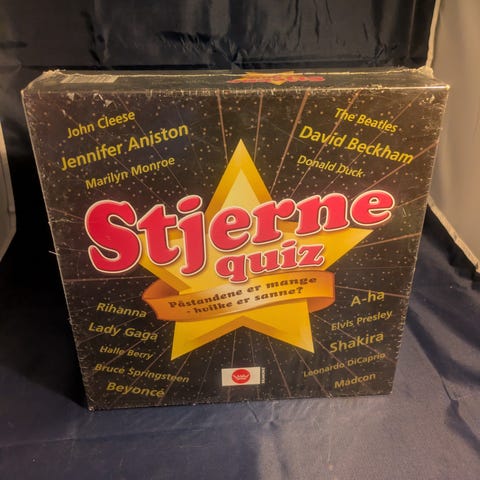 John Cleese
Jennifer Aniston
Marilyn Monroe
The Beatles
David Beckham
Donald Duck
Stjerne
quiz
Påstandene er mange
- hvilke er sanne?
Rihanna
Lady Gaga
Halle Berry
Bruce Springsteen
Beyoncé
A-ha
Elvis Presley
Shakira
Leonardo DiCaprio
Madcon